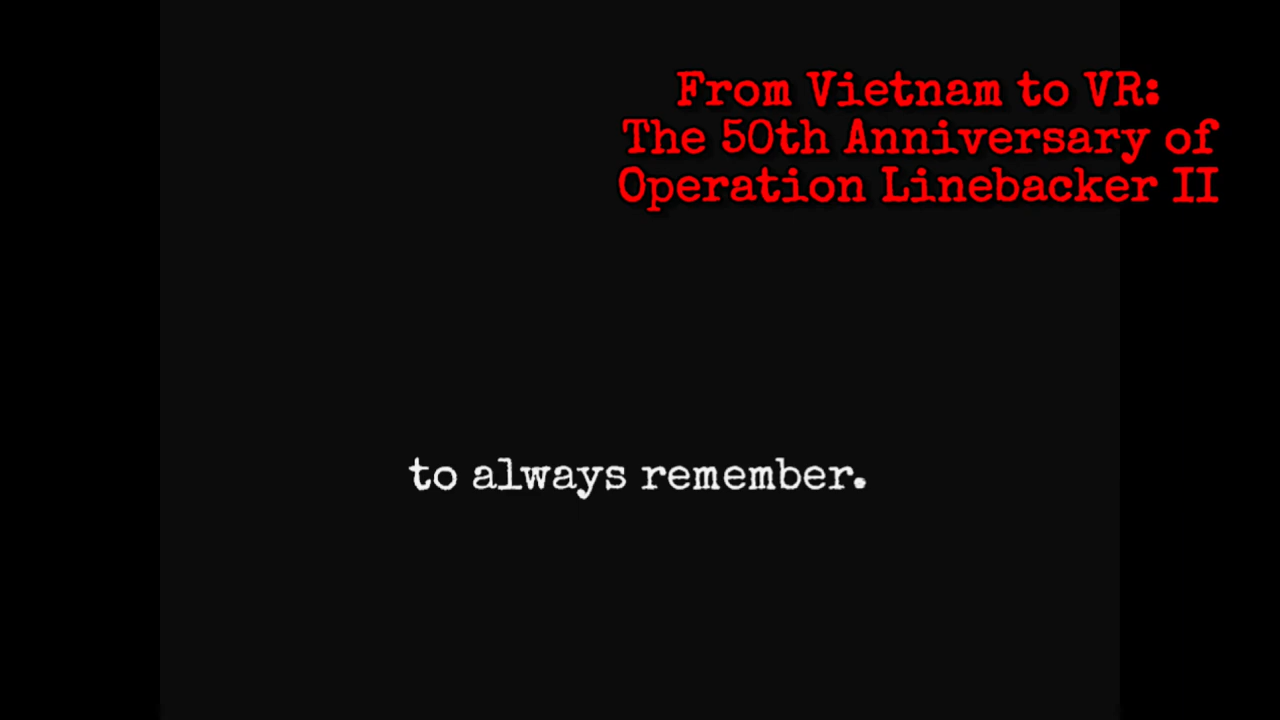 From Vietnam to VR:
The 50th Anniversary of
Operation Linebacker II
to always remember.